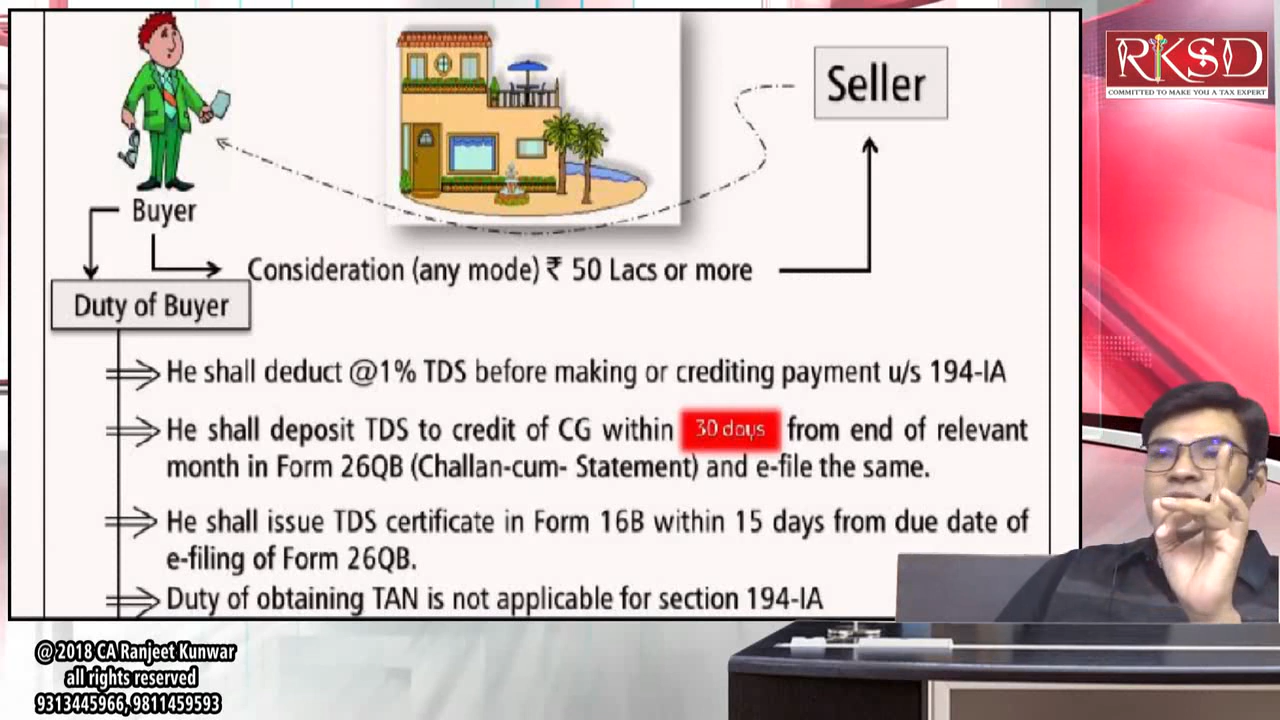 RKSD
COMMITTED TO MAKE YOU A TAX EXPERT
Seller
Buyer
Consideration (any mode) ₹ 50 Lacs or more
Duty of Buyer
He shall deduct @1% TDS before making or crediting payment u/s 194-IA
He shall deposit TDS to credit of CG within 30 days from end of relevant
month in Form 26QB (Challan-cum- Statement) and e-file the same.
He shall issue TDS certificate in Form 16B within 15 days from due date of
e-filing of Form 26QB.
Duty of obtaining TAN is not applicable for section 194-IA
@ 2018 CA Ranjeet Kunwar
all rights reserved
9313445966, 9811459593